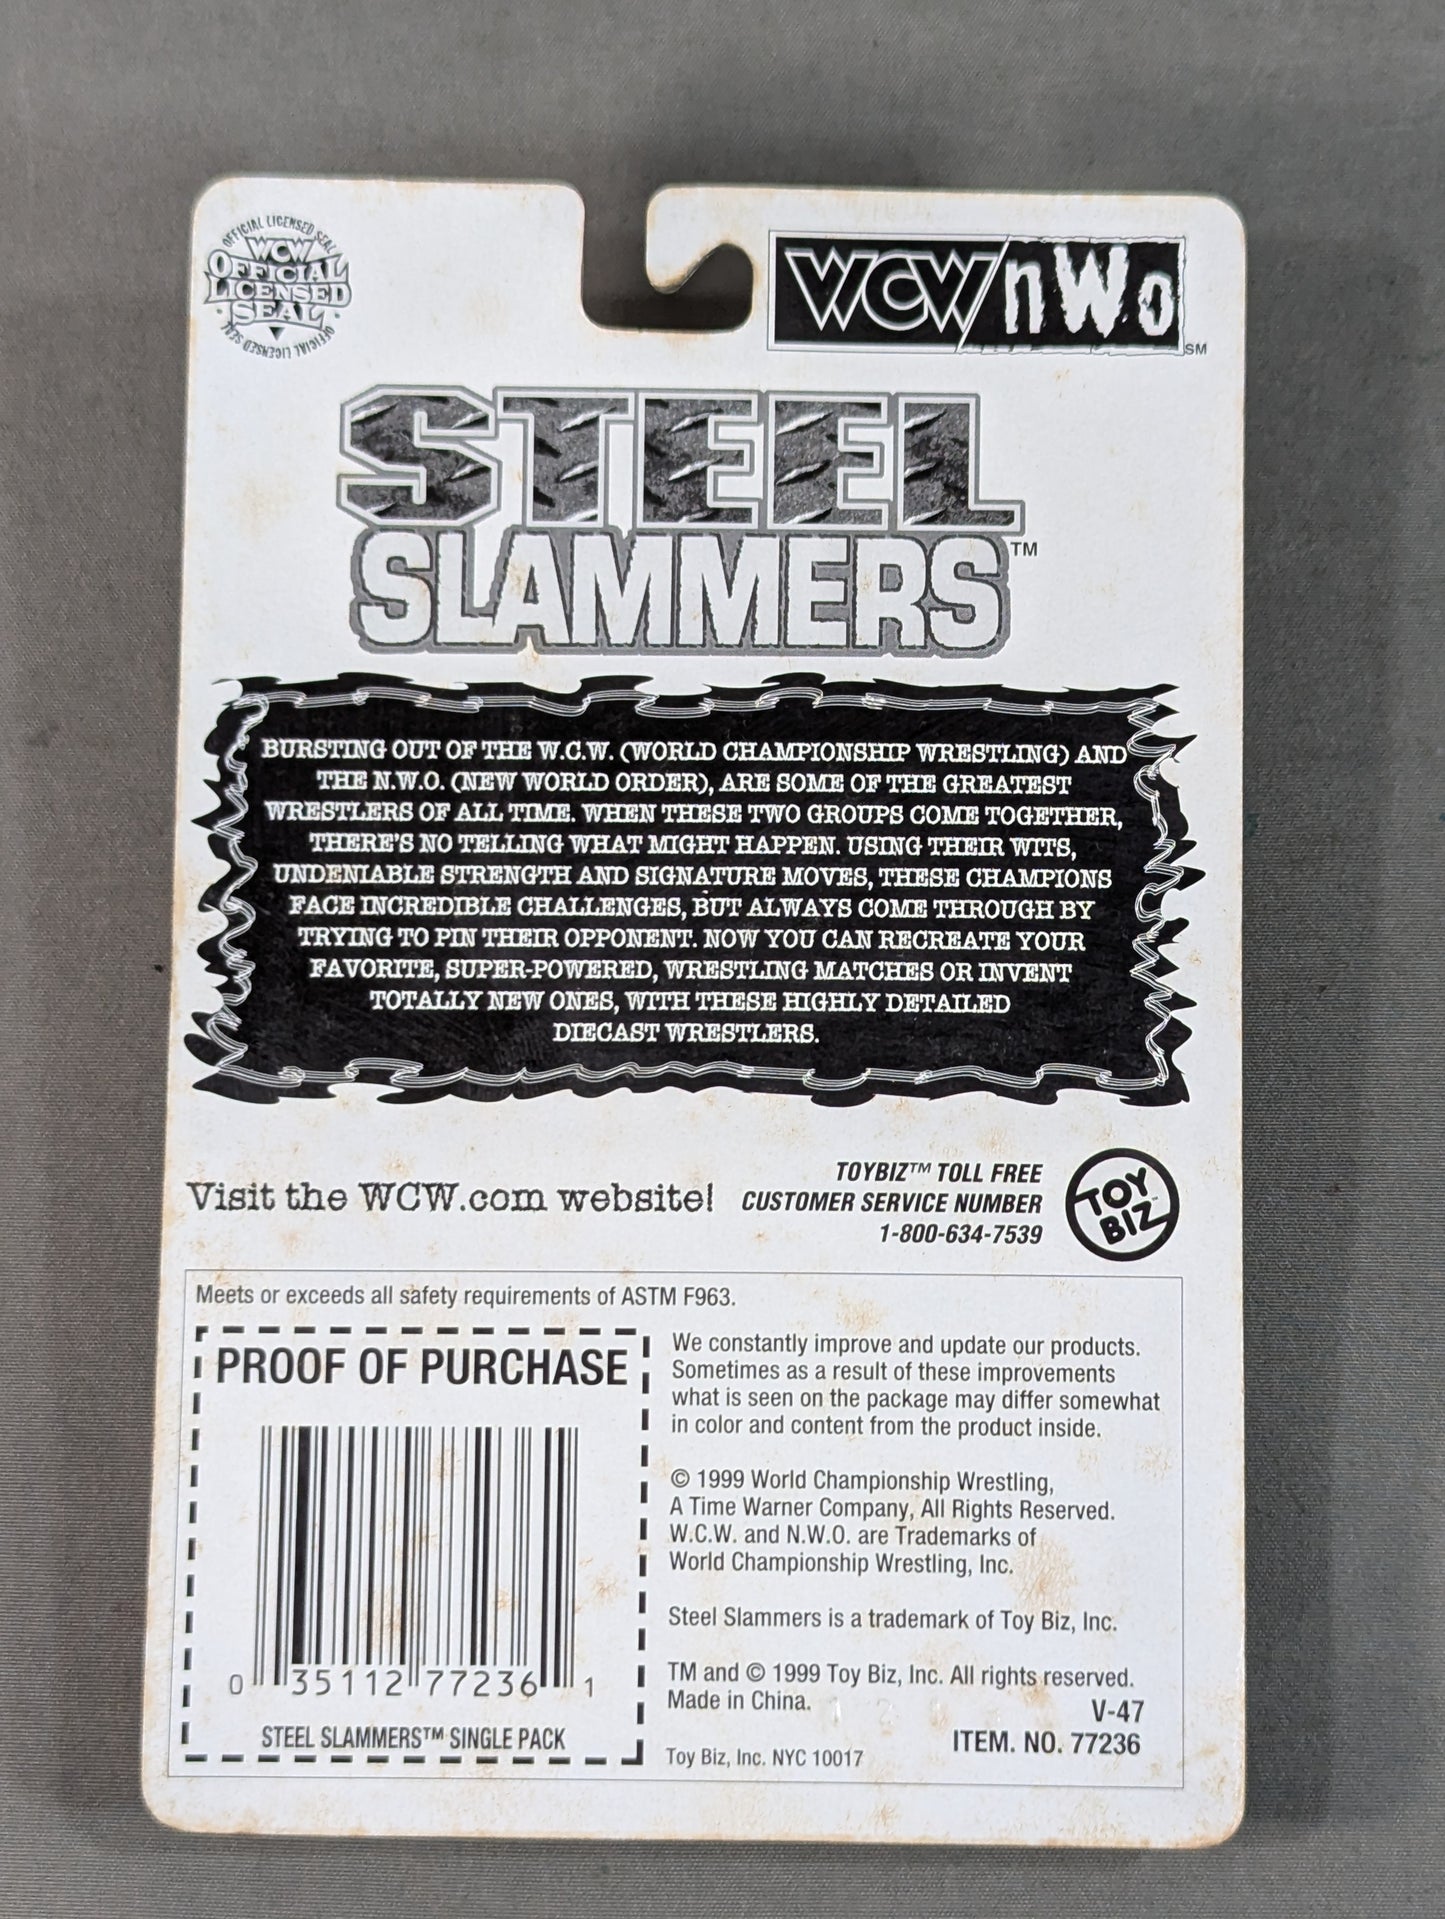 OFFICIAL LICENSED SEAL
WCW
OFFICIAL
LICENSED
SEAL
OFFICIAL LICENSED SEAL
WCW/nWo SM
STEEL
SLAMMERS™
BURSTING OUT OF THE W.C.W. (WORLD CHAMPIONSHIP WRESTLING) AND
THE N.W.O. (NEW WORLD ORDER), ARE SOME OF THE GREATEST
WRESTLERS OF ALL TIME. WHEN THESE TWO GROUPS COME TOGETHER,
THERE'S NO TELLING WHAT MIGHT HAPPEN. USING THEIR WITS,
UNDENIABLE STRENGTH AND SIGNATURE MOVES, THESE CHAMPIONS
FACE INCREDIBLE CHALLENGES, BUT ALWAYS COME THROUGH BY
TRYING TO PIN THEIR OPPONENT. NOW YOU CAN RECREATE YOUR
FAVORITE, SUPER-POWERED, WRESTLING MATCHES OR INVENT
TOTALLY NEW ONES, WITH THESE HIGHLY DETAILED
DIECAST WRESTLERS.
Visit the WCW.com website!
TOYBIZ™ TOLL FREE
CUSTOMER SERVICE NUMBER
1-800-634-7539
TOY
BIZ™
Meets or exceeds all safety requirements of ASTM F963.
PROOF OF PURCHASE
0 35112 77236 1
STEEL SLAMMERS™ SINGLE PACK
We constantly improve and update our products.
Sometimes as a result of these improvements
what is seen on the package may differ somewhat
in color and content from the product inside.
© 1999 World Championship Wrestling,
A Time Warner Company, All Rights Reserved.
W.C.W. and N.W.O. are Trademarks of
World Championship Wrestling, Inc.
Steel Slammers is a trademark of Toy Biz, Inc.
TM and © 1999 Toy Biz, Inc. All rights reserved.
Made in China.
V-47
ITEM. NO. 77236
Toy Biz, Inc. NYC 10017